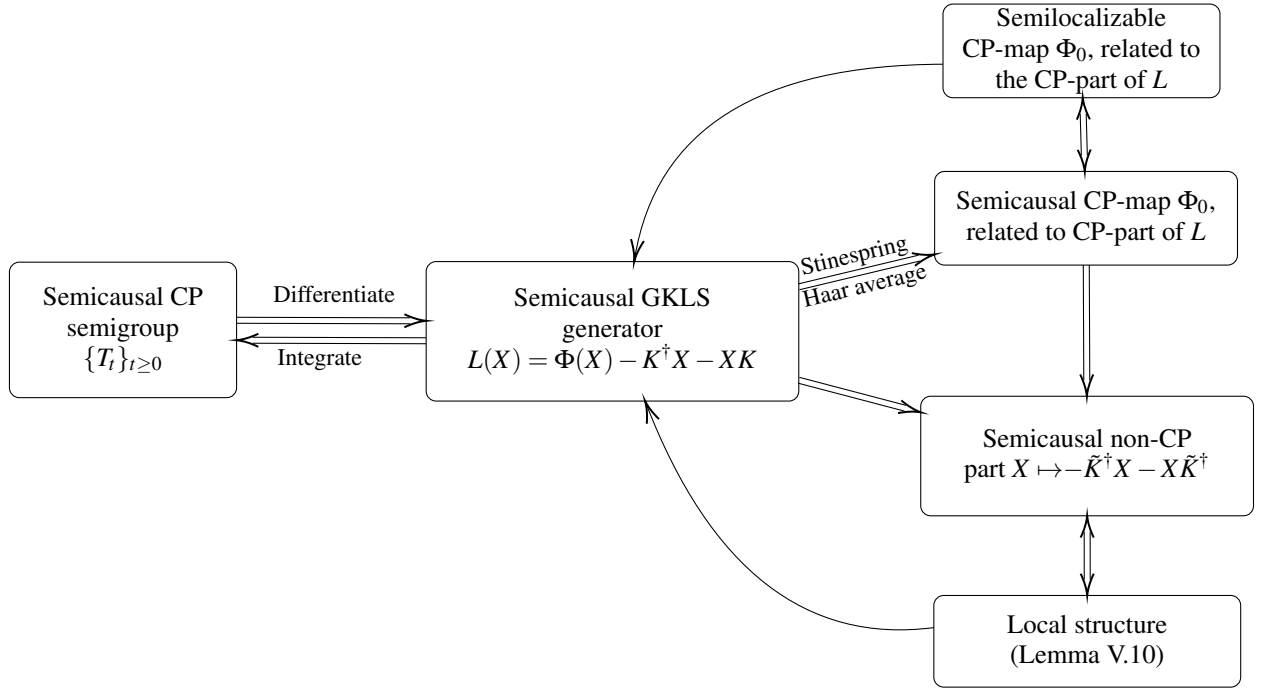 Semilocalizable
CP-map Φ₀, related to
the CP-part of L
Semicausal CP-map Φ₀,
related to CP-part of L
Stinespring
Haar average
Semicausal CP
semigroup
{Tₜ}ₜ≥₀
Differentiate
Integrate
Semicausal GKLS
generator
L(X) = Φ(X) − K†X − XK
Semicausal non-CP
part X ↦ −K̃†X − XK̃†
Local structure
(Lemma V.10)